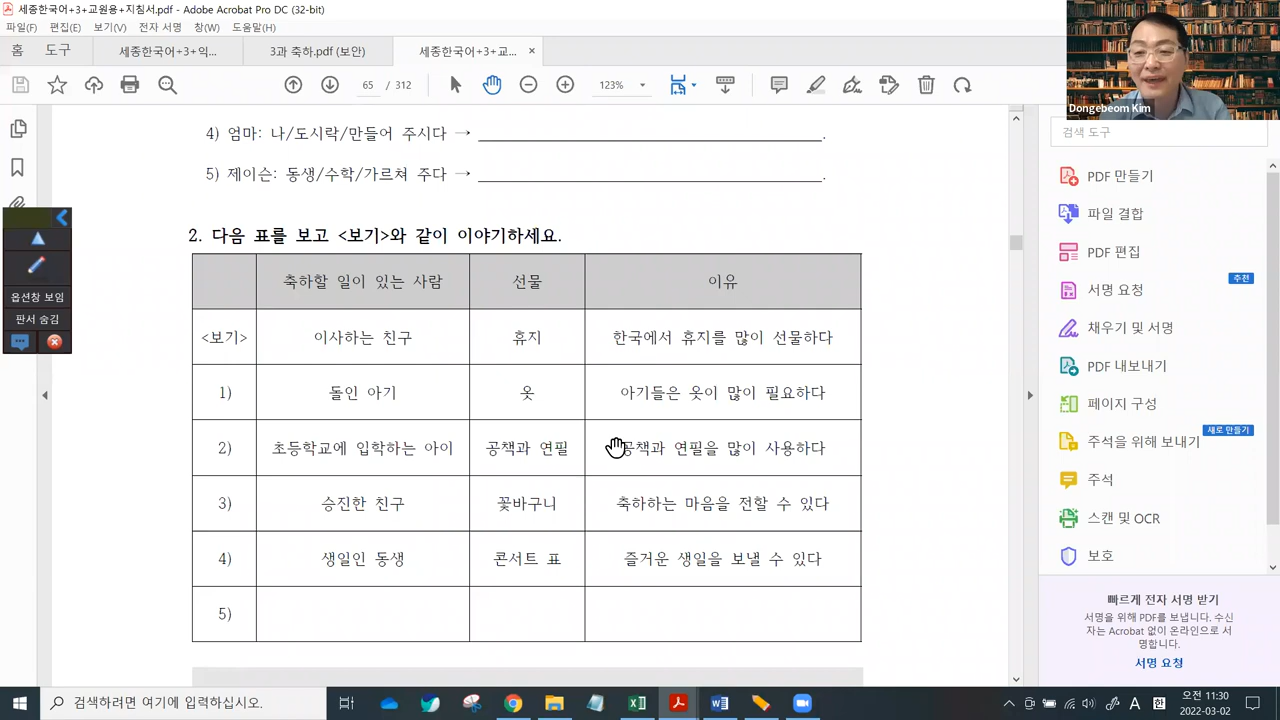 세종한국어+3+교원용+지침서.pdf - Adobe Acrobat Pro DC (32-bit)
파일(F) 편집(E) 보기(V) 전자 서명 창(W) 도움말(H)
홈 도구 세종한국어+3+익... 3과 축하.pdf (보안) 세종한국어+3+교... ×
123%
Dongebeom Kim
검색 도구
4) 엄마: 나/도시락/만들어 주시다 → ______.
5) 제이슨: 동생/수학/가르쳐 주다 → ______.
2. 다음 표를 보고 <보기>와 같이 이야기하세요.
축하할 일이 있는 사람 선물 이유
<보기> 이사하는 친구 휴지 한국에서 휴지를 많이 선물하다
1) 돌인 아기 옷 아기들은 옷이 많이 필요하다
2) 초등학교에 입학하는 아이 공책과 연필 공책과 연필을 많이 사용하다
3) 승진한 친구 꽃바구니 축하하는 마음을 전할 수 있다
4) 생일인 동생 콘서트 표 즐거운 생일을 보낼 수 있다
5)
옵션창 보임
판서 숨김
PDF 만들기
파일 결합
PDF 편집
추천
서명 요청
채우기 및 서명
PDF 내보내기
페이지 구성
새로 만들기
주석을 위해 보내기
주석
스캔 및 OCR
보호
빠르게 전자 서명 받기
서명을 위해 PDF를 보냅니다. 수신
자는 Acrobat 없이 온라인으로 서
명합니다.
서명 요청
검색하려면 여기에 입력하십시오.
A 한
오전 11:30
2022-03-02